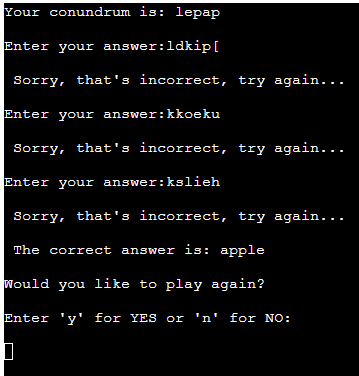 Your conundrum is: lepap
Enter your answer:ldkip[
Sorry, that's incorrect, try again...
Enter your answer:kkoeku
Sorry, that's incorrect, try again...
Enter your answer:kslieh
Sorry, that's incorrect, try again...
The correct answer is: apple
Would you like to play again?
Enter 'y' for YES or 'n' for NO: